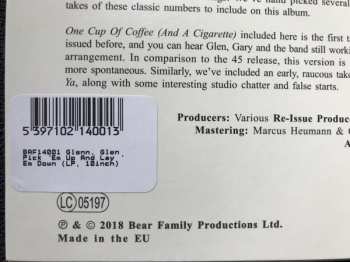 takes of these classic numbers to include on this album.
One Cup Of Coffee (And A Cigarette) included here is the first t
issued before, and you can hear Glen, Gary and the band still workin
arrangement. In comparison to the 45 release, this version is
more spontaneous. Similarly, we've included an early, raucous take
Ya, along with some interesting studio chatter and false starts.
Producers: Various Re-Issue Produce
Mastering: Marcus Heumann &
5 397102 140013
BAF14001 Glenn, Glen,
Pick 'Em Up And Lay '
Em Down (LP, 10inch)
LC 05197
℗ & © 2018 Bear Family Productions Ltd.
Made in the EU